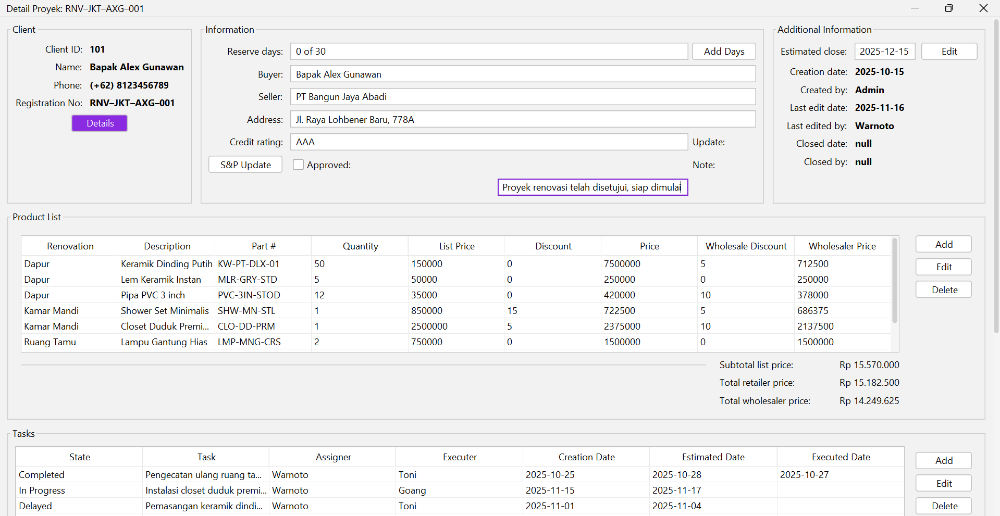 Detail Proyek: RNV–JKT–AXG–001
Client
Client ID: 101
Name: Bapak Alex Gunawan
Phone: (+62) 8123456789
Registration No: RNV–JKT–AXG–001
Details
Information
Reserve days: 0 of 30 Add Days
Buyer: Bapak Alex Gunawan
Seller: PT Bangun Jaya Abadi
Address: Jl. Raya Lohbener Baru, 778A
Credit rating: AAA Update:
S&P Update Approved: Note:
Proyek renovasi telah disetujui, siap dimulai
Additional Information
Estimated close: 2025-12-15 Edit
Creation date: 2025-10-15
Created by: Admin
Last edit date: 2025-11-16
Last edited by: Warnoto
Closed date: null
Closed by: null
Product List
Renovation Description Part # Quantity List Price Discount Price Wholesale Discount Wholesaler Price
Dapur Keramik Dinding Putih KW-PT-DLX-01 50 150000 0 7500000 5 712500
Dapur Lem Keramik Instan MLR-GRY-STD 5 50000 0 250000 0 250000
Dapur Pipa PVC 3 inch PVC-3IN-STOD 12 35000 0 420000 10 378000
Kamar Mandi Shower Set Minimalis SHW-MN-STL 1 850000 15 722500 5 686375
Kamar Mandi Closet Duduk Premi... CLO-DD-PRM 1 2500000 5 2375000 10 2137500
Ruang Tamu Lampu Gantung Hias LMP-MNG-CRS 2 750000 0 1500000 0 1500000
Add
Edit
Delete
Subtotal list price: Rp 15.570.000
Total retailer price: Rp 15.182.500
Total wholesaler price: Rp 14.249.625
Tasks
State Task Assigner Executer Creation Date Estimated Date Executed Date
Completed Pengecatan ulang ruang ta... Warnoto Toni 2025-10-25 2025-10-28 2025-10-27
In Progress Instalasi closet duduk premi... Warnoto Goang 2025-11-15 2025-11-17
Delayed Pemasangan keramik dindi... Warnoto Toni 2025-11-01 2025-11-04
Add
Edit
Delete